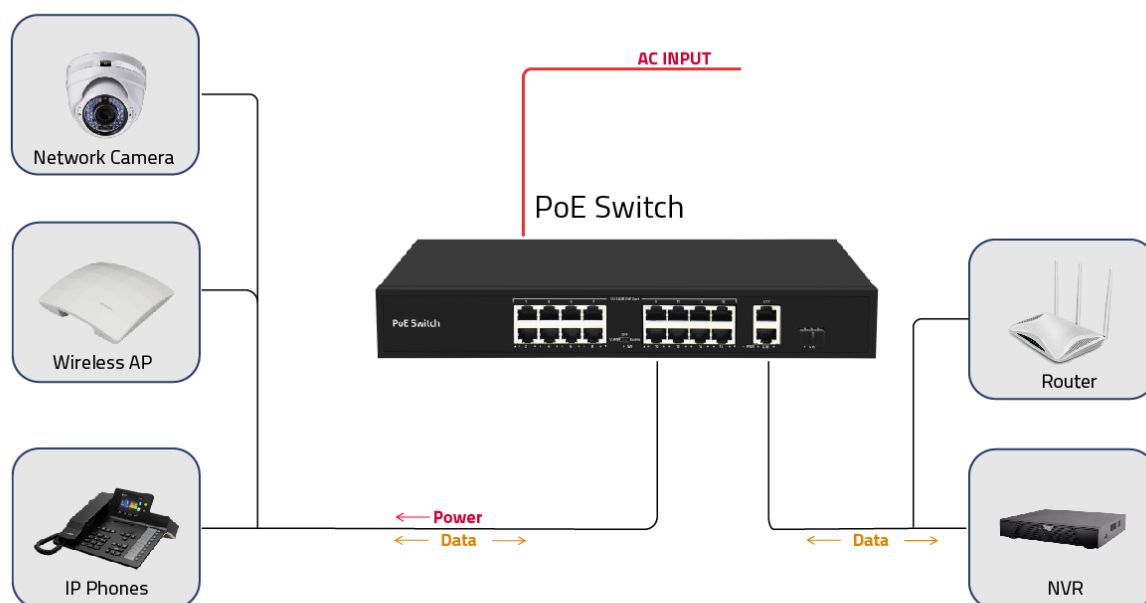 AC INPUT
PoE Switch
Network Camera
Wireless AP
IP Phones
PoE Switch
Power
Data
Data
Router
NVR